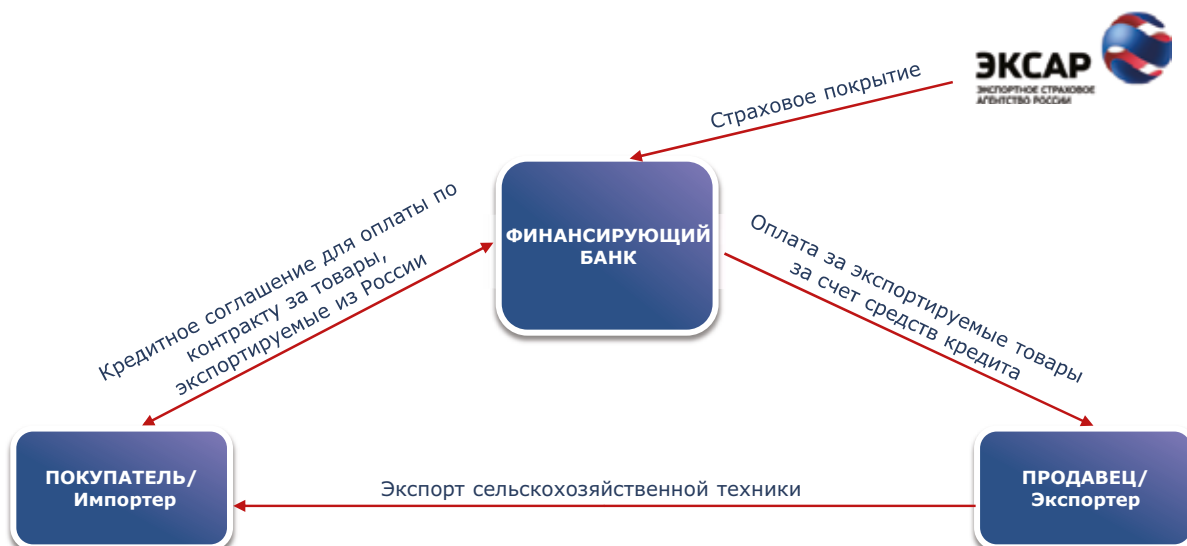 ЭКСАР
ЭКСПОРТНОЕ СТРАХОВОЕ
АГЕНТСТВО РОССИИ
Страховое покрытие
ФИНАНСИРУЮЩИЙ
БАНК
Кредитное соглашение для оплаты по
контракту за товары,
экспортируемые из России
Оплата за экспортируемые товары
за счет средств кредита
ПОКУПАТЕЛЬ/
Импортер
Экспорт сельскохозяйственной техники
ПРОДАВЕЦ/
Экспортер